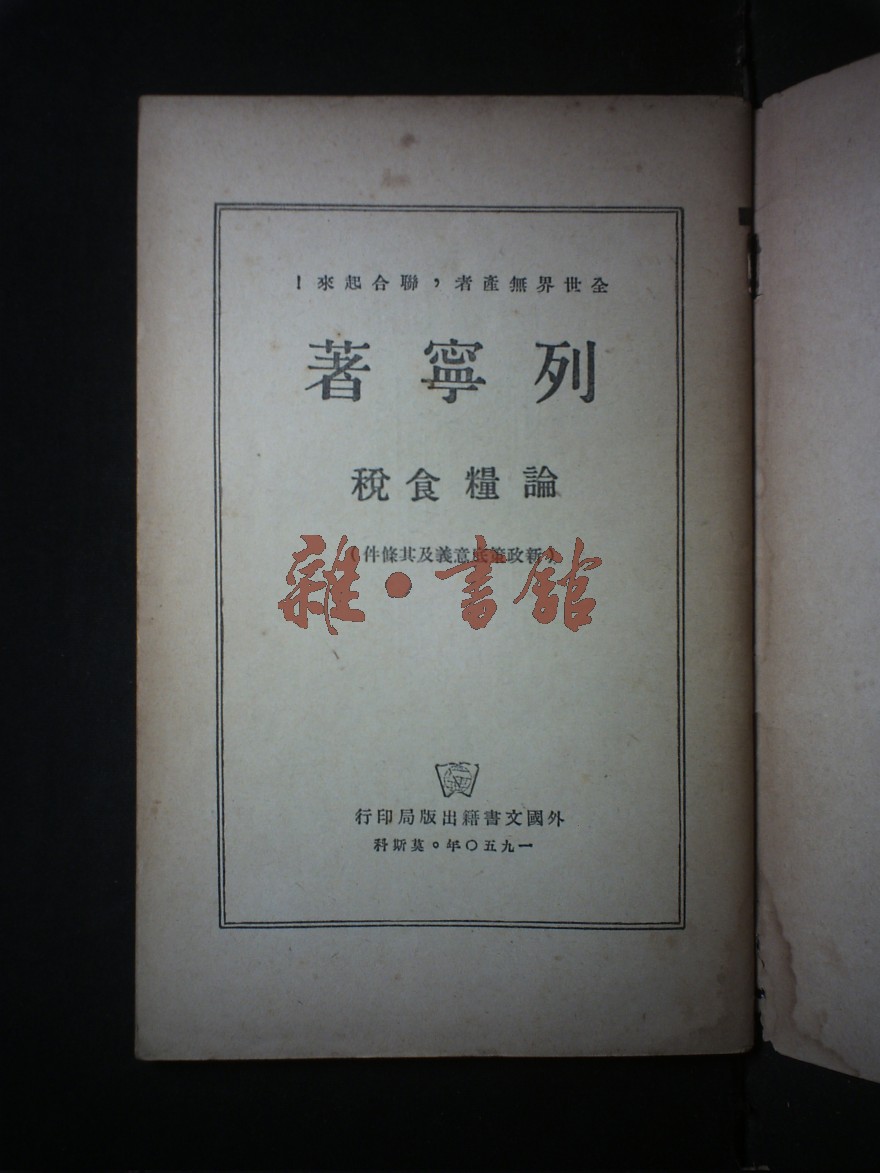 全世界無產者，聯合起來！
列寧著
論糧食稅
（新政策底意義及其條件）
雜·書館
外國文書籍出版局印行
一九五〇年。莫斯科